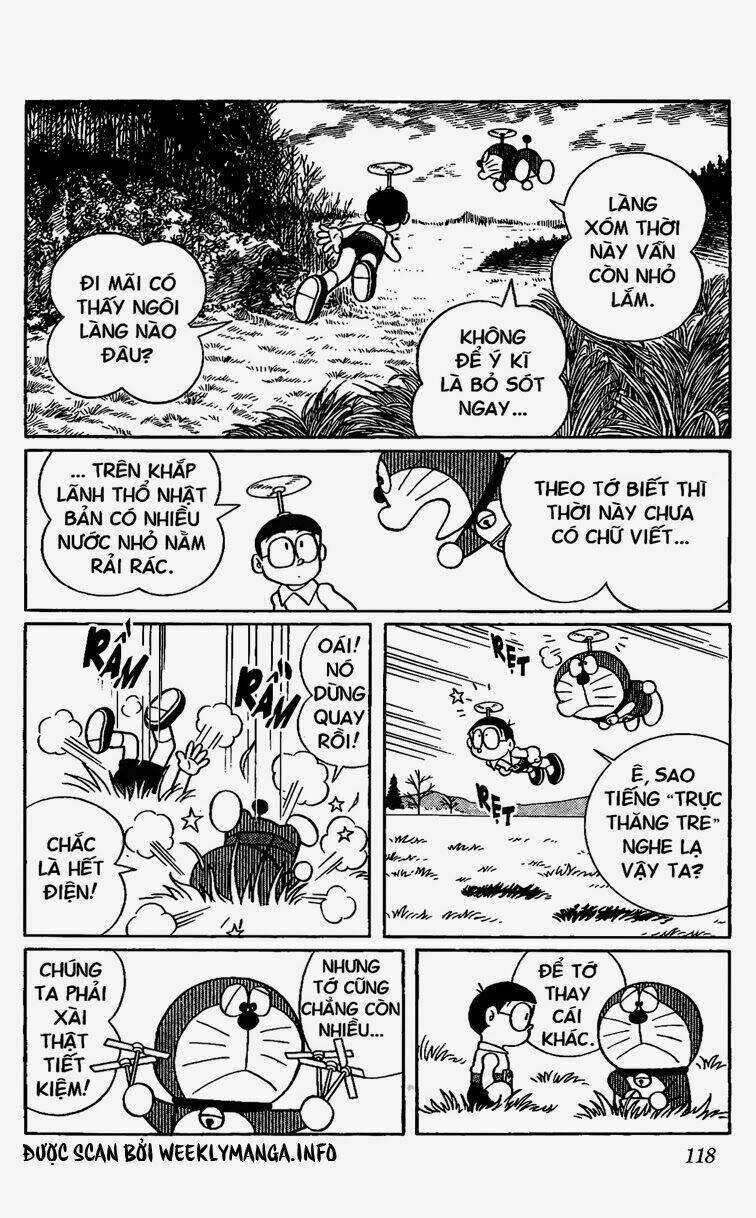 ĐI MÃI CÓ
THẤY NGÔI
LÀNG NÀO
ĐÂU?
LÀNG
XÓM THỜI
NÀY VẪN
CÒN NHỎ
LẮM.
KHÔNG
ĐỂ Ý KĨ
LÀ BỎ SÓT
NGAY...
THEO TỚ BIẾT THÌ
THỜI NÀY CHƯA
CÓ CHỮ VIẾT...
... TRÊN KHẮP
LÃNH THỔ NHẬT
BẢN CÓ NHIỀU
NƯỚC NHỎ NẰM
RẢI RÁC.
RẸT
RẸT
Ê, SAO
TIẾNG “TRỰC
THĂNG TRE”
NGHE LẠ
VẬY TA?
OÁI!
NÓ
DỪNG
QUAY
RỒI!
RẦM
RẦM
CHẮC
LÀ HẾT
ĐIỆN!
ĐỂ TỚ
THAY
CÁI
KHÁC.
NHƯNG
TỚ CŨNG
CHẲNG CÒN
NHIỀU...
CHÚNG
TA PHẢI
XÀI
THẬT
TIẾT
KIỆM!
ĐƯỢC SCAN BỞI WEEKLYMANGA.INFO
118